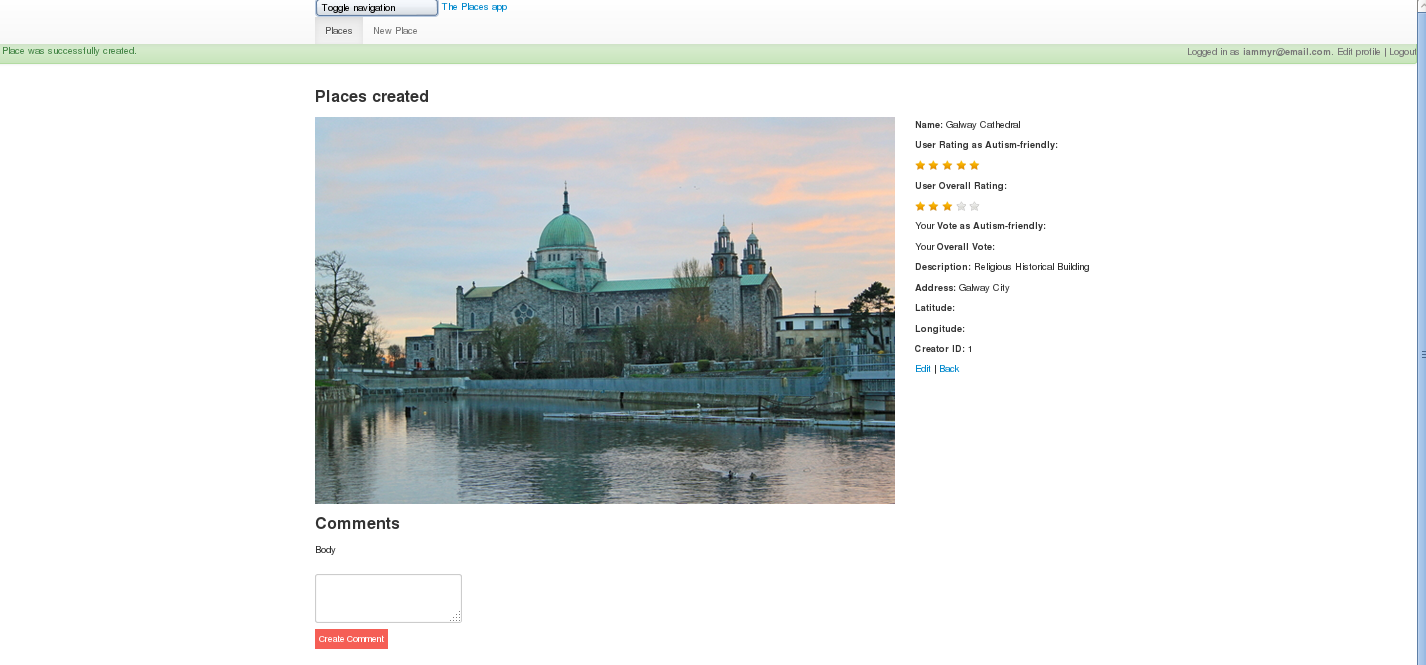 Toggle navigation The Places app
Places New Place
Place was successfully created. Logged in as iammyr@email.com. Edit profile | Logout
Places created
Name: Galway Cathedral
User Rating as Autism-friendly:
User Overall Rating:
Your Vote as Autism-friendly:
Your Overall Vote:
Description: Religious Historical Building
Address: Galway City
Latitude:
Longitude:
Creator ID: 1
Edit | Back
Comments
Body
Create Comment